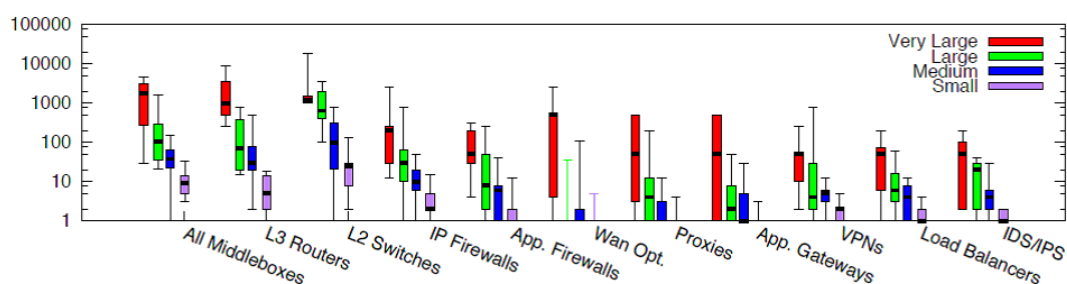 100000
10000
1000
100
10
1
Very Large
Large
Medium
Small
All Middleboxes
L3 Routers
L2 Switches
IP Firewalls
App. Firewalls
Wan Opt.
Proxies
App. Gateways
VPNs
Load Balancers
IDS/IPS